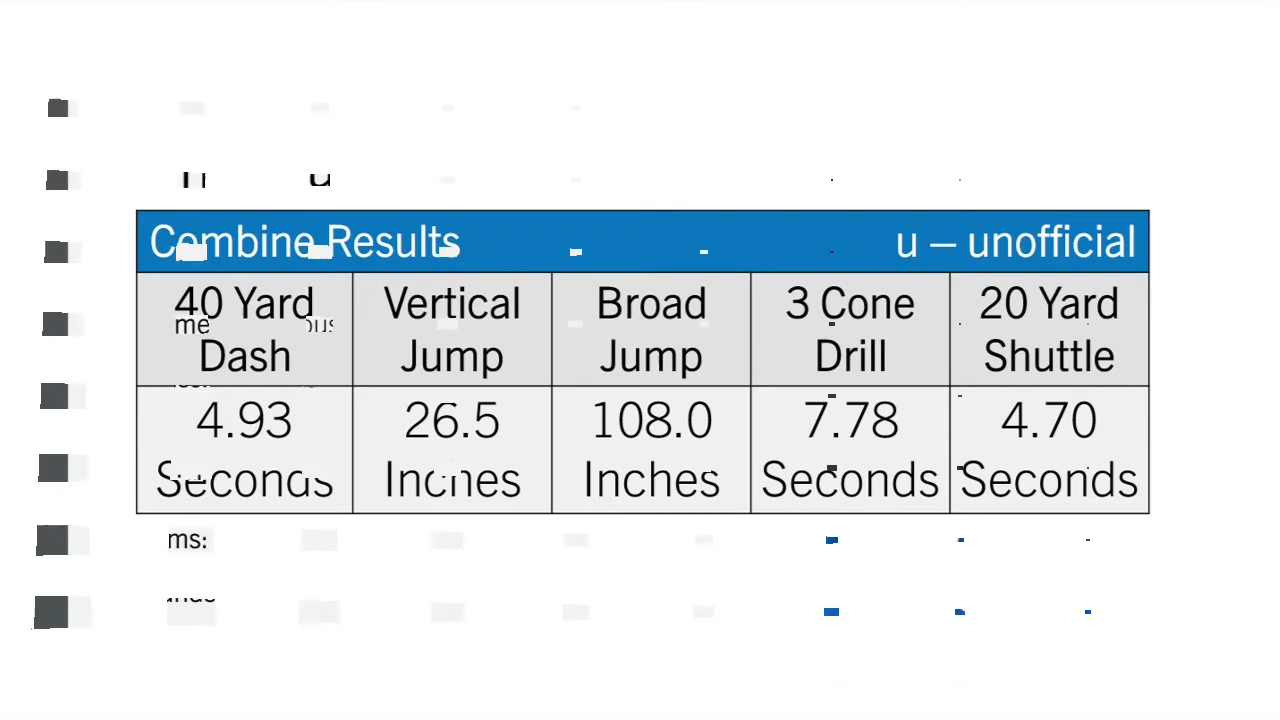 Combine Results u – unofficial
40 Yard Dash Vertical Jump Broad Jump 3 Cone Drill 20 Yard Shuttle
4.93 Seconds 26.5 Inches 108.0 Inches 7.78 Seconds 4.70 Seconds
ms: